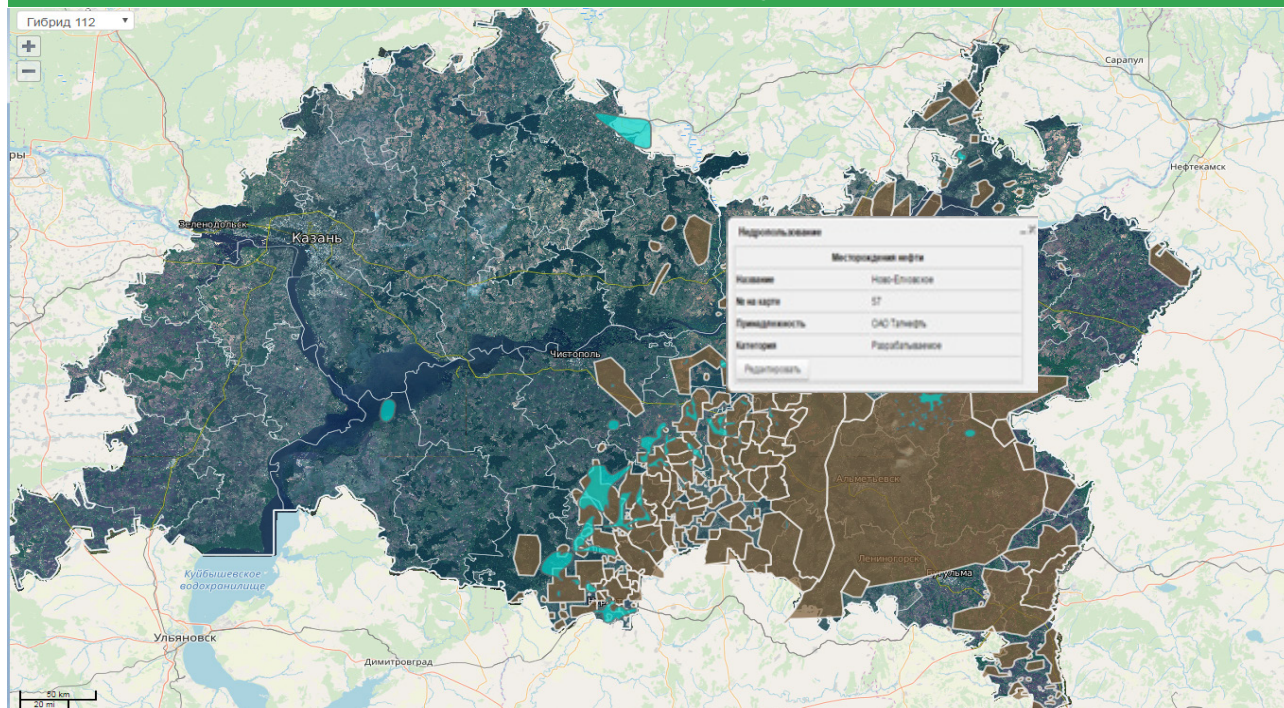 Гибрид 112
+
−
Сарапул
ры
Нефтекамск
Зеленодольск
Казань
Недропользование
Месторождения нефти
Название Ново-Елховское
№ на карте 57
Принадлежность ОАО Татнефть
Категория Разрабатываемое
Редактировать
Чистополь
Альметьевск
Лениногорск
Бугульма
Куйбышевское
водохранилище
Ульяновск
Димитровград
50 km
20 mi